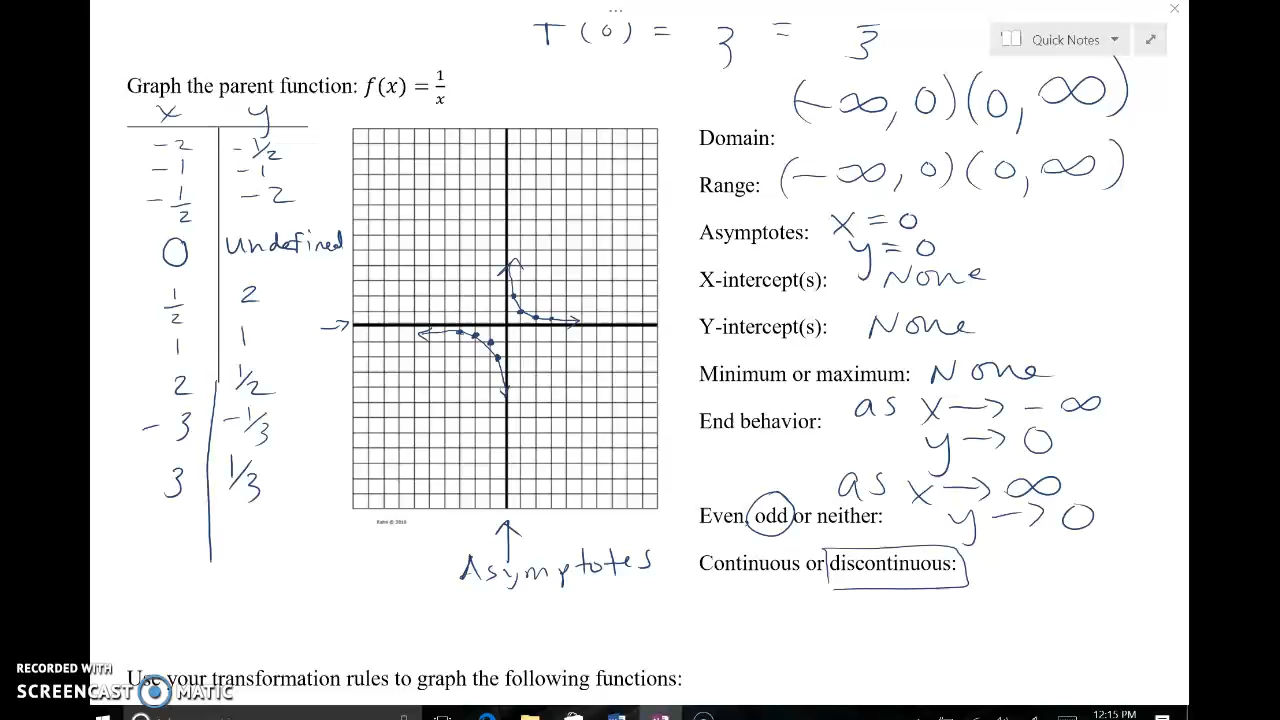 T(0) = 3 = 3
Quick Notes
Graph the parent function: f(x) = 1/x
(-∞, 0)(0, ∞)
x y
-2 -1/2
-1 -1
-1/2 -2
0 undefined
1/2 2
1 1
2 1/2
-3 -1/3
3 1/3
Asymptotes
Domain:
Range: (-∞, 0)(0, ∞)
Asymptotes: x = 0
y = 0
X-intercept(s): None
Y-intercept(s): None
Minimum or maximum: None
End behavior: as x → -∞
y → 0
as x → ∞
Even, odd or neither: y → 0
Continuous or discontinuous:
Use your transformation rules to graph the following functions:
RECORDED WITH
SCREENCAST MATIC
12:15 PM